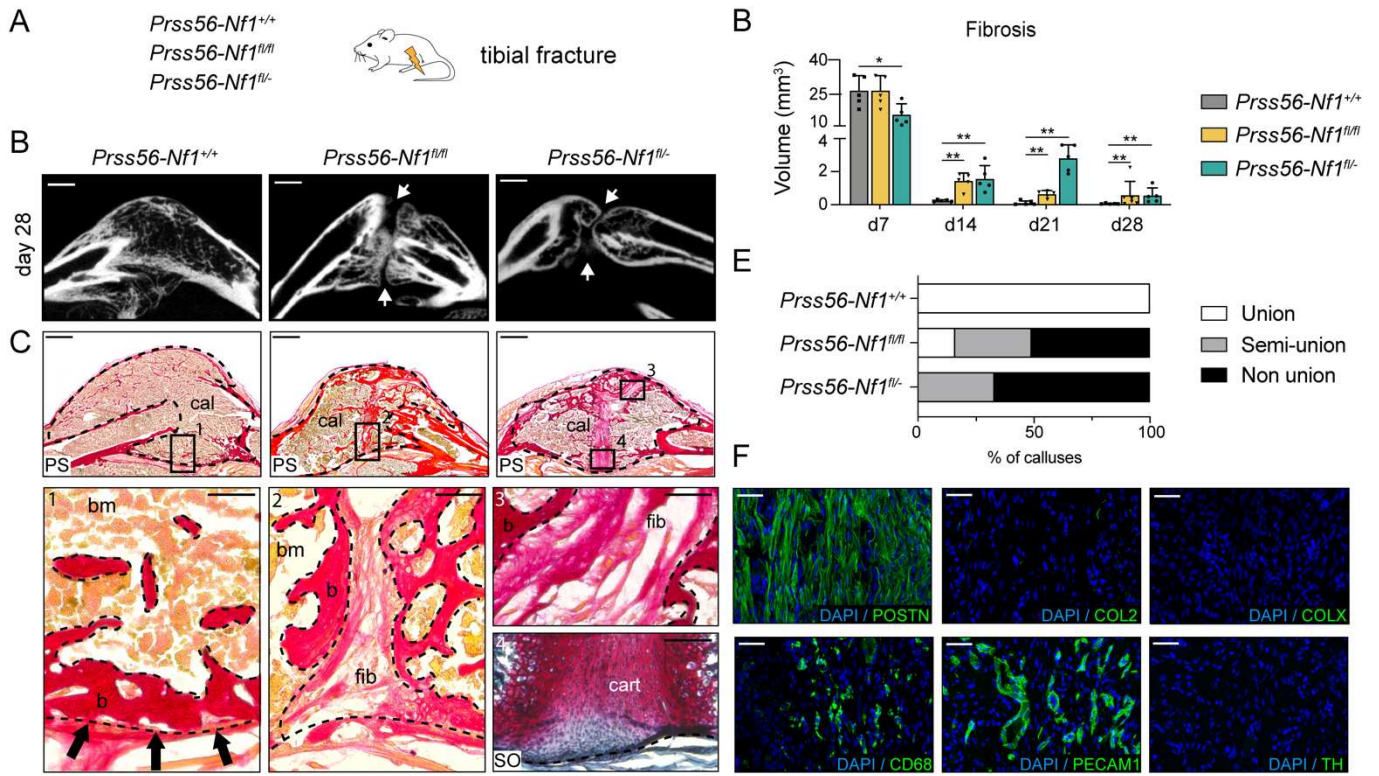 A
Prss56-Nf1+/+
Prss56-Nf1fl/fl
Prss56-Nf1fl/-
tibial fracture
B
Prss56-Nf1+/+
Prss56-Nf1fl/fl
Prss56-Nf1fl/-
day 28
C
cal
1
PS
cal
2
PS
3
cal
4
PS
1
bm
b
2
bm
b
fib
3
b
fib
4
cart
SO
B
Fibrosis
Volume (mm3)
40
25
10
4
2
0
*
**
**
**
**
**
**
d7
d14
d21
d28
Prss56-Nf1+/+
Prss56-Nf1fl/fl
Prss56-Nf1fl/-
E
Prss56-Nf1+/+
Prss56-Nf1fl/fl
Prss56-Nf1fl/-
0
50
100
% of calluses
Union
Semi-union
Non union
F
DAPI / POSTN
DAPI / COL2
DAPI / COLX
DAPI / CD68
DAPI / PECAM1
DAPI / TH